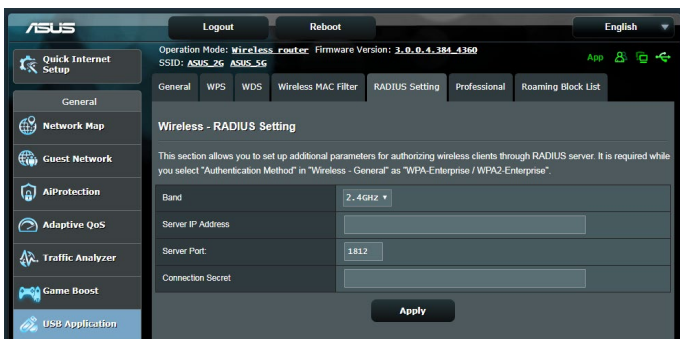 ASUS
Logout
Reboot
English
Operation Mode: Wireless router Firmware Version: 3.0.0.4.384_4360
SSID: ASUS_2G ASUS_5G
App
Quick Internet
Setup
General
Network Map
Guest Network
AiProtection
Adaptive QoS
Traffic Analyzer
Game Boost
USB Application
General WPS WDS Wireless MAC Filter RADIUS Setting Professional Roaming Block List
Wireless - RADIUS Setting
This section allows you to set up additional parameters for authorizing wireless clients through RADIUS server. It is required while
you select "Authentication Method" in "Wireless - General" as "WPA-Enterprise / WPA2-Enterprise".
Band 2.4GHz
Server IP Address
Server Port: 1812
Connection Secret
Apply